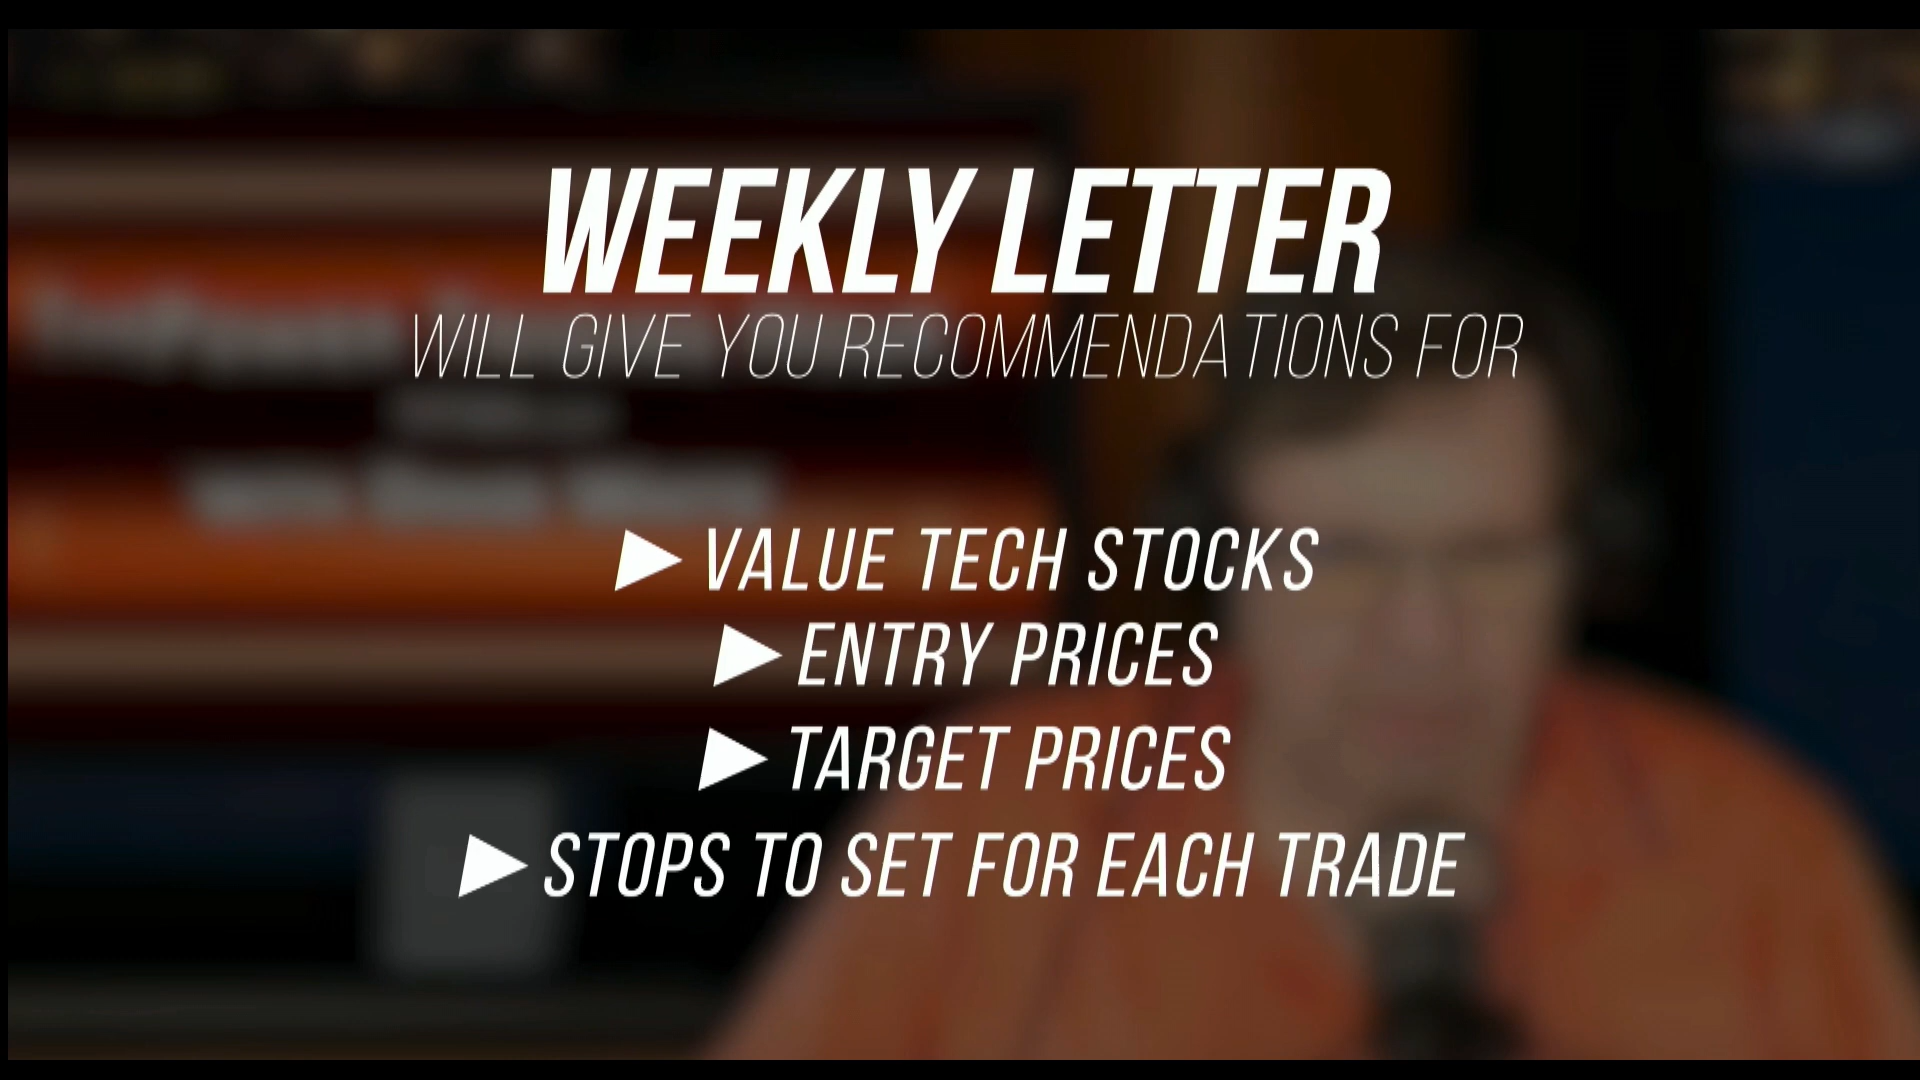 WEEKLY LETTER
WILL GIVE YOU RECOMMENDATIONS FOR
▶ VALUE TECH STOCKS
▶ ENTRY PRICES
▶ TARGET PRICES
▶ STOPS TO SET FOR EACH TRADE